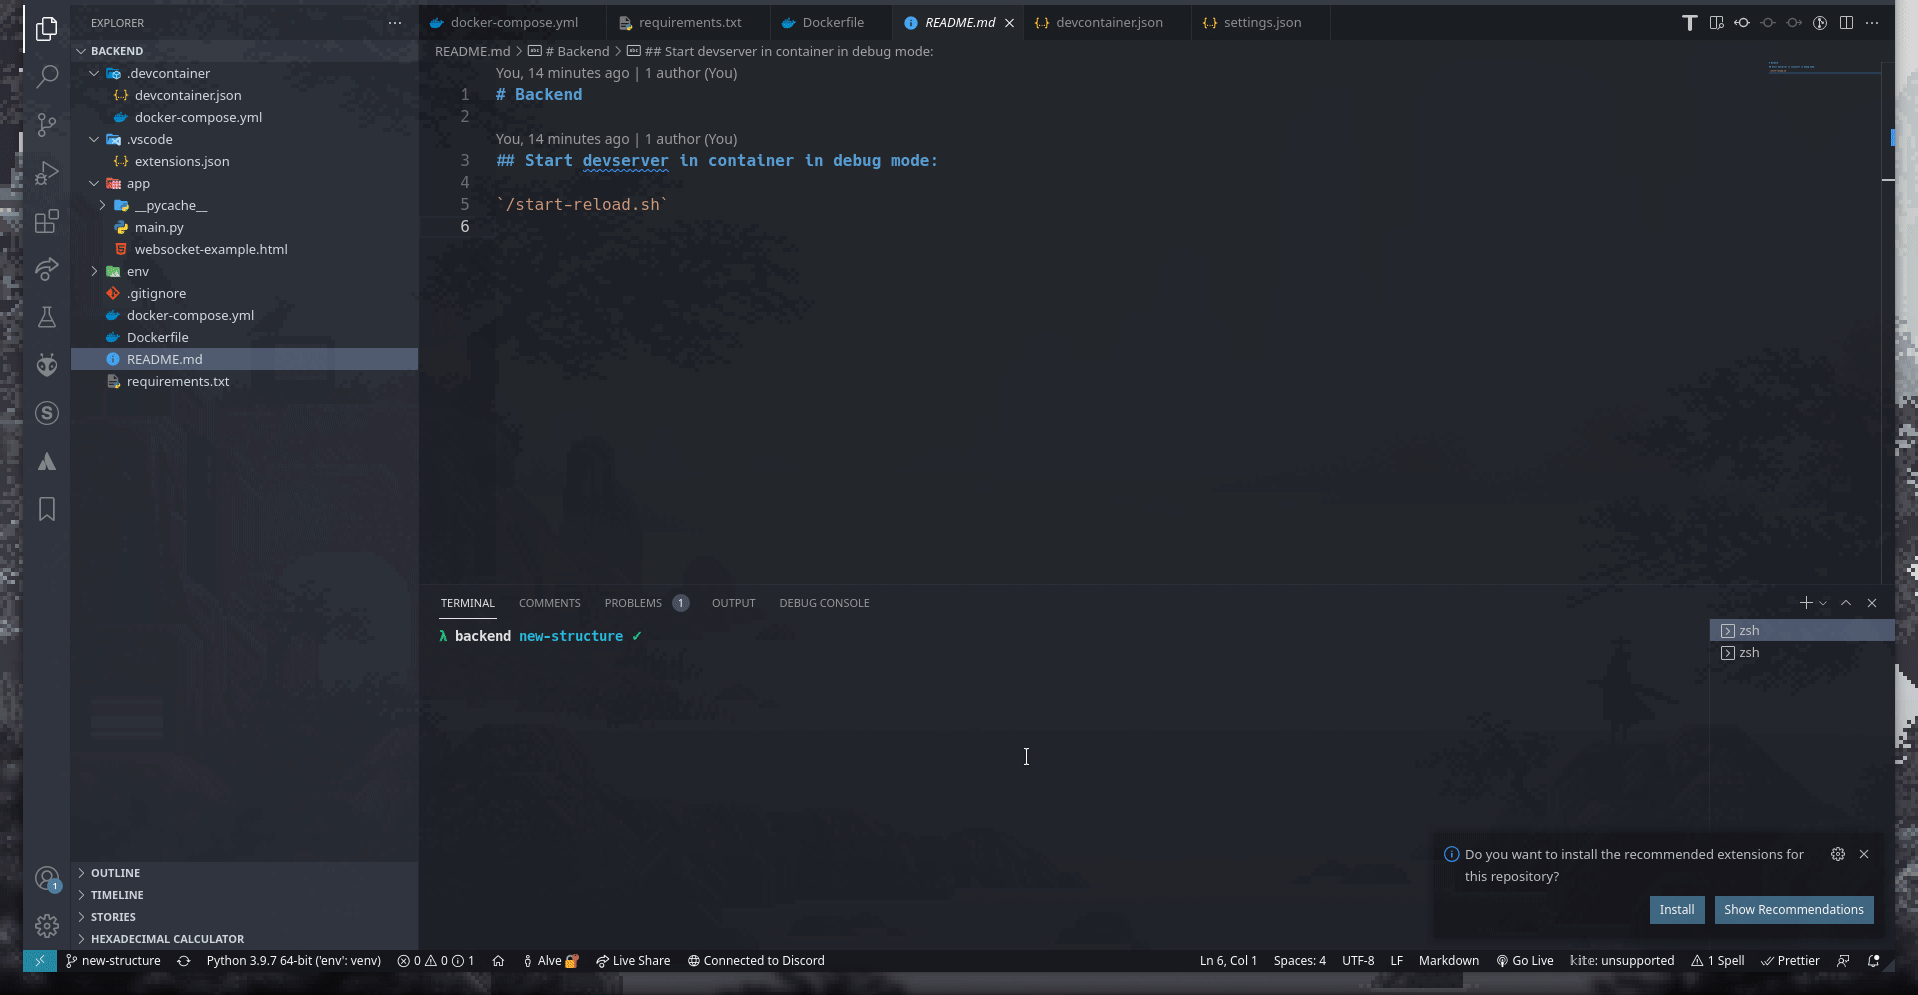 EXPLORER
BACKEND
.devcontainer
devcontainer.json
docker-compose.yml
.vscode
extensions.json
app
__pycache__
main.py
websocket-example.html
env
.gitignore
docker-compose.yml
Dockerfile
README.md
requirements.txt
OUTLINE
TIMELINE
STORIES
HEXADECIMAL CALCULATOR
docker-compose.yml requirements.txt Dockerfile README.md devcontainer.json settings.json
README.md > # Backend > ## Start devserver in container in debug mode:
You, 14 minutes ago | 1 author (You)
1 # Backend
2
You, 14 minutes ago | 1 author (You)
3 ## Start devserver in container in debug mode:
4
5 `/start-reload.sh`
6
TERMINAL COMMENTS PROBLEMS 1 OUTPUT DEBUG CONSOLE
λ backend new-structure ✓
zsh
zsh
Do you want to install the recommended extensions for
this repository?
Install Show Recommendations
1
new-structure Python 3.9.7 64-bit ('env': venv) 0 0 1 Alve Live Share Connected to Discord Ln 6, Col 1 Spaces: 4 UTF-8 LF Markdown Go Live kite: unsupported 1 Spell Prettier